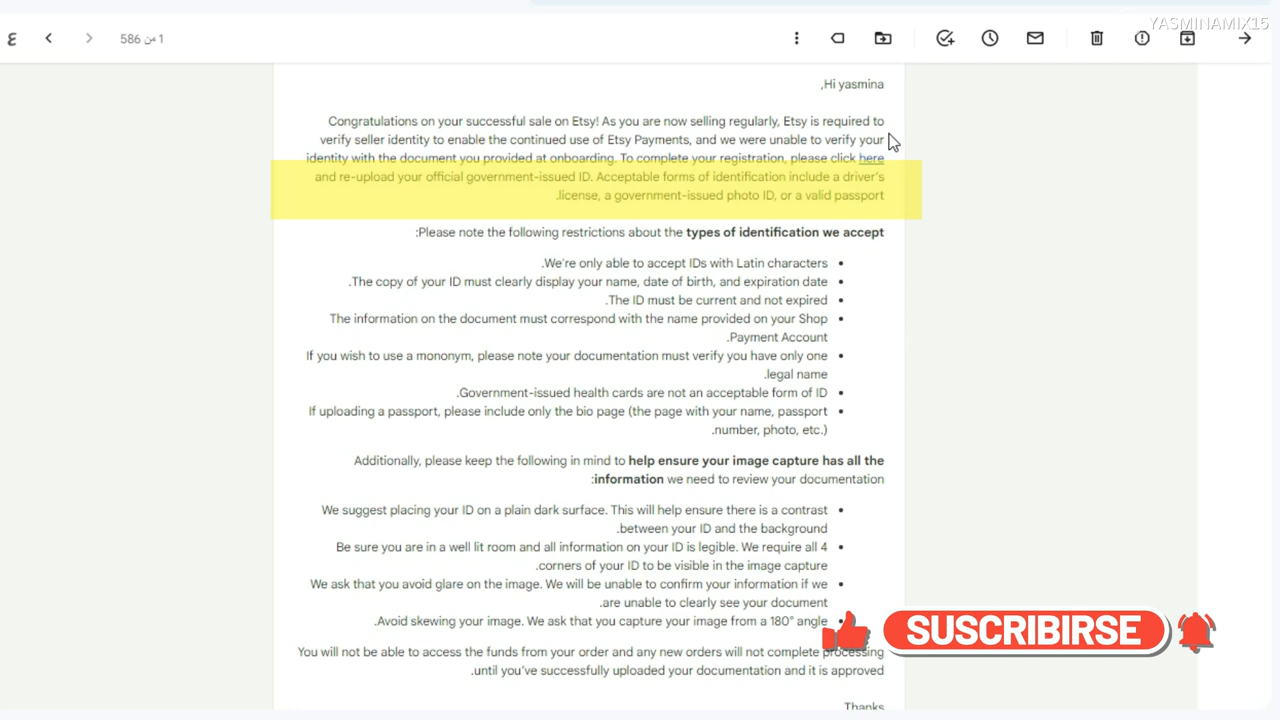 YASMINAMIX15
1 من 586
ع
Hi yasmina,
Congratulations on your successful sale on Etsy! As you are now selling regularly, Etsy is required to
verify seller identity to enable the continued use of Etsy Payments, and we were unable to verify your
identity with the document you provided at onboarding. To complete your registration, please click here
and re-upload your official government-issued ID. Acceptable forms of identification include a driver's
license, a government-issued photo ID, or a valid passport.
Please note the following restrictions about the types of identification we accept:
• We're only able to accept IDs with Latin characters.
• The copy of your ID must clearly display your name, date of birth, and expiration date.
• The ID must be current and not expired.
• The information on the document must correspond with the name provided on your Shop
Payment Account.
• If you wish to use a mononym, please note your documentation must verify you have only one
legal name.
• Government-issued health cards are not an acceptable form of ID.
• If uploading a passport, please include only the bio page (the page with your name, passport
number, photo, etc.)
Additionally, please keep the following in mind to help ensure your image capture has all the
information we need to review your documentation:
• We suggest placing your ID on a plain dark surface. This will help ensure there is a contrast
between your ID and the background.
• Be sure you are in a well lit room and all information on your ID is legible. We require all 4
corners of your ID to be visible in the image capture.
• We ask that you avoid glare on the image. We will be unable to confirm your information if we
are unable to clearly see your document.
• Avoid skewing your image. We ask that you capture your image from a 180° angle.
SUSCRIBIRSE
You will not be able to access the funds from your order and any new orders will not complete processing
until you've successfully uploaded your documentation and it is approved.
Thanks